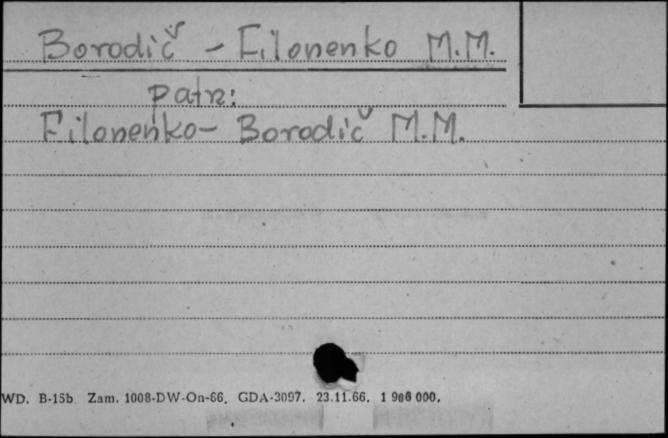 Borodič - Filonenko M.M.
patrz:
Filonenko- Borodič M.M.
WD. B-15b Zam. 1008-DW-On-66. GDA-3097. 23.11.66. 1 900 000.